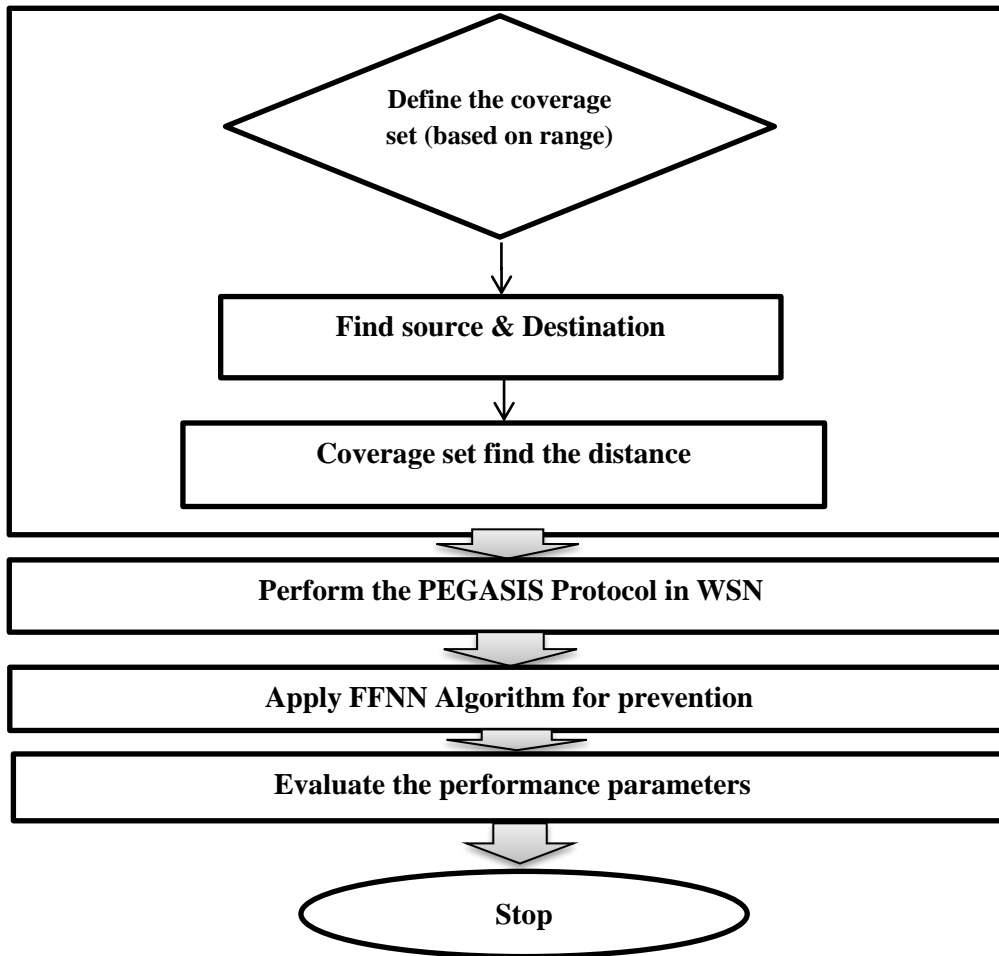 Define the coverage
set (based on range)
Find source & Destination
Coverage set find the distance
Perform the PEGASIS Protocol in WSN
Apply FFNN Algorithm for prevention
Evaluate the performance parameters
Stop